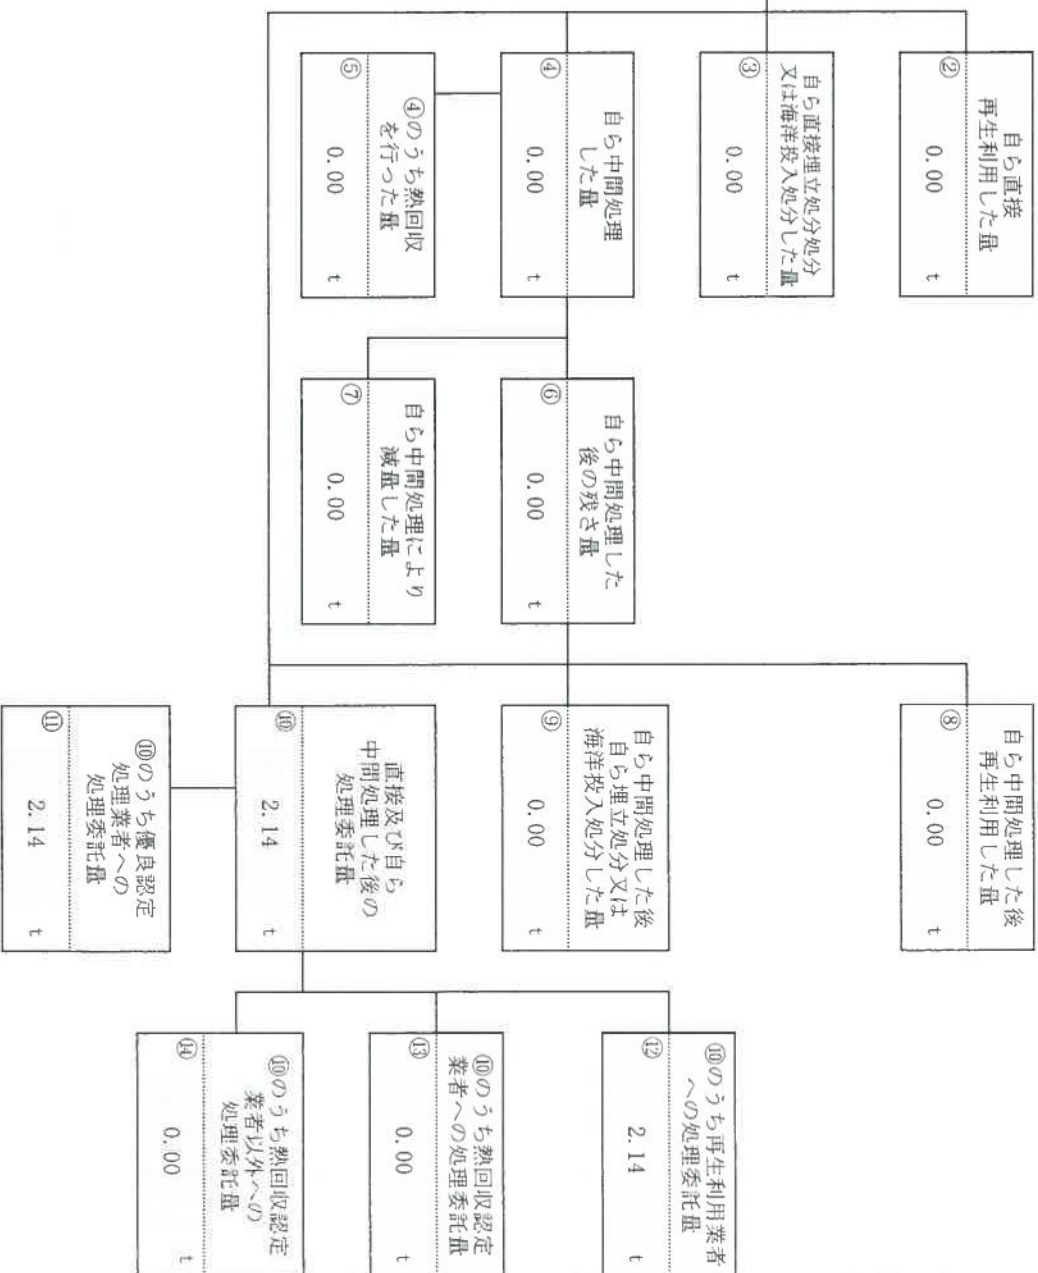 自ら直接
再生利用した量
② 0.00 t
自ら直接埋立処分処分
又は海洋投入処分した量
③ 0.00 t
自ら中間処理
した量
④ 0.00 t
④のうち熱回収
を行った量
⑤ 0.00 t
自ら中間処理した
後の残さ量
⑥ 0.00 t
自ら中間処理により
減量した量
⑦ 0.00 t
自ら中間処理した後
再生利用した量
⑧ 0.00 t
自ら中間処理した後
自ら埋立処分又は
海洋投入処分した量
⑨ 0.00 t
直接及び自ら
中間処理した後の
処理委託量
⑩ 2.14 t
⑩のうち優良認定
処理業者への
処理委託量
⑪ 2.14 t
⑩のうち再生利用業者
への処理委託量
⑫ 2.14 t
⑩のうち熱回収認定
業者への処理委託量
⑬ 0.00 t
⑩のうち熱回収認定
業者以外への
処理委託量
⑭ 0.00 t